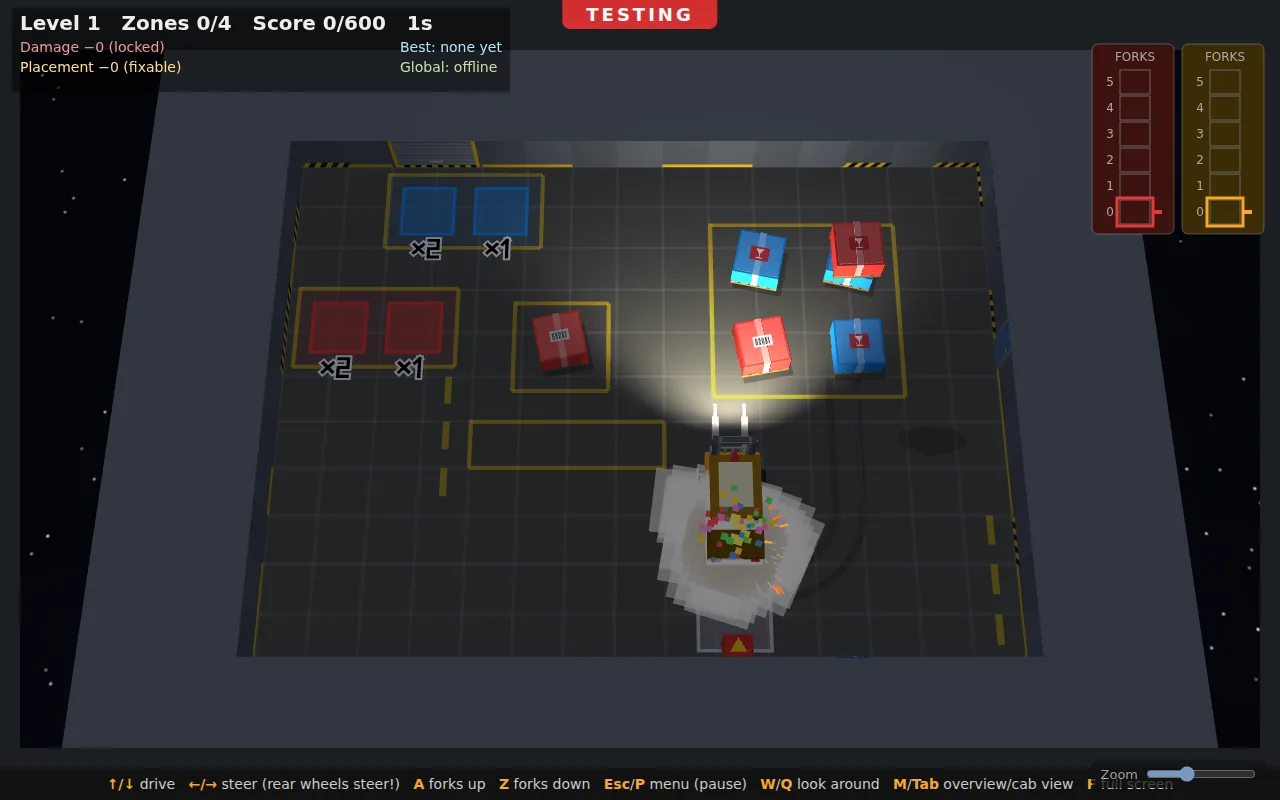 TESTING
Level 1 Zones 0/4 Score 0/600 1s
Damage −0 (locked)
Best: none yet
Placement −0 (fixable)
Global: offline
FORKS
5
4
3
2
1
0
FORKS
5
4
3
2
1
0
×2
×1
×2
×1
↑/↓ drive ←/→ steer (rear wheels steer!) A forks up Z forks down Esc/P menu (pause) W/Q look around M/Tab overview/cab view F full screen
Zoom